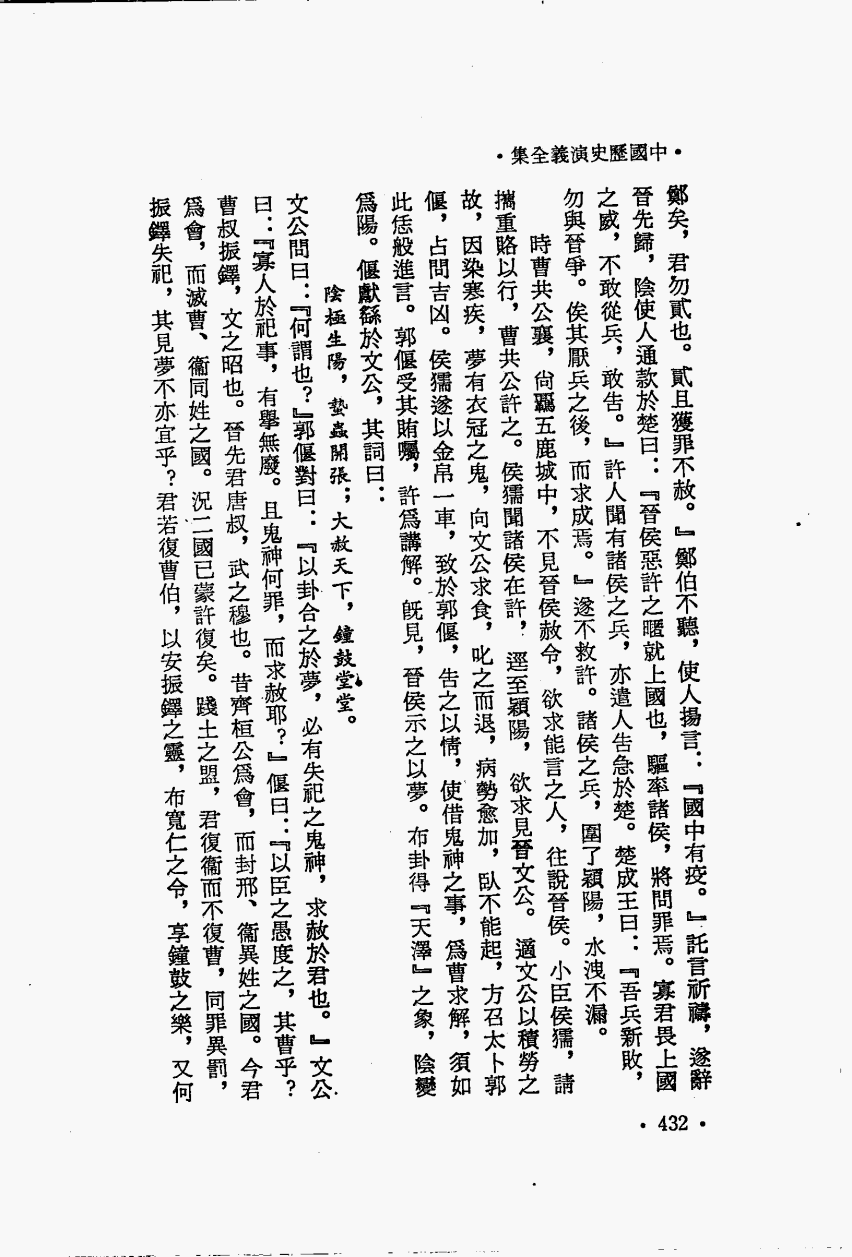 ·中國歷史演義全集·
鄭矣，君勿貳也。貳且獲罪不赦。』鄭伯不聽，使人揚言：『國中有疫。』託言祈禱，遂辭
晉先歸，陰使人通款於楚曰：『晉侯惡許之暱就上國也，驅率諸侯，將問罪焉。寡君畏上國
之威，不敢從兵，敢告。』許人聞有諸侯之兵，亦遣人告急於楚。楚成王曰：『吾兵新敗，
勿與晉爭。俟其厭兵之後，而求成焉。』遂不救許。諸侯之兵，圍了潁陽，水洩不漏。
時曹共公襄，尙羈五鹿城中，不見晉侯赦令，欲求能言之人，往說晉侯。小臣侯獳，請
攜重賂以行，曹共公許之。侯獳聞諸侯在許，逕至潁陽，欲求見晉文公。適文公以積勞之
故，因染寒疾，夢有衣冠之鬼，向文公求食，叱之而退，病勢愈加，臥不能起，方召太卜郭
偃，占問吉凶。侯獳遂以金帛一車，致於郭偃，告之以情，使借鬼神之事，爲曹求解，須如
此恁般進言。郭偃受其賄囑，許爲講解。旣見，晉侯示之以夢。布卦得『天澤』之象，陰變
爲陽。偃獻繇於文公，其詞曰：
陰極生陽，蟄蟲開張；大赦天下，鐘鼓堂堂。
文公問曰：『何謂也？』郭偃對曰：『以卦合之於夢，必有失祀之鬼神，求赦於君也。』文公
曰：『寡人於祀事，有舉無廢。且鬼神何罪，而求赦耶？』偃曰：『以臣之愚度之，其曹乎？
曹叔振鐸，文之昭也。晉先君唐叔，武之穆也。昔齊桓公爲會，而封邢、衞異姓之國。今君
爲會，而滅曹、衞同姓之國。況二國已蒙許復矣。踐土之盟，君復衞而不復曹，同罪異罰，
振鐸失祀，其見夢不亦宜乎？君若復曹伯，以安振鐸之靈，布寬仁之令，享鐘鼓之樂，又何
·432·